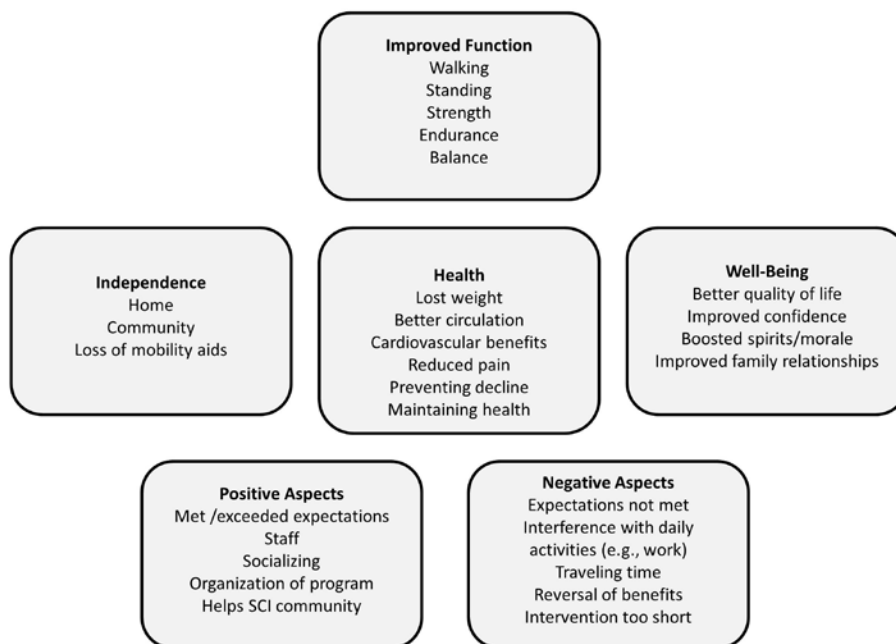 Improved Function
Walking
Standing
Strength
Endurance
Balance
Independence
Home
Community
Loss of mobility aids
Health
Lost weight
Better circulation
Cardiovascular benefits
Reduced pain
Preventing decline
Maintaining health
Well-Being
Better quality of life
Improved confidence
Boosted spirits/morale
Improved family relationships
Positive Aspects
Met /exceeded expectations
Staff
Socializing
Organization of program
Helps SCI community
Negative Aspects
Expectations not met
Interference with daily
activities (e.g., work)
Traveling time
Reversal of benefits
Intervention too short